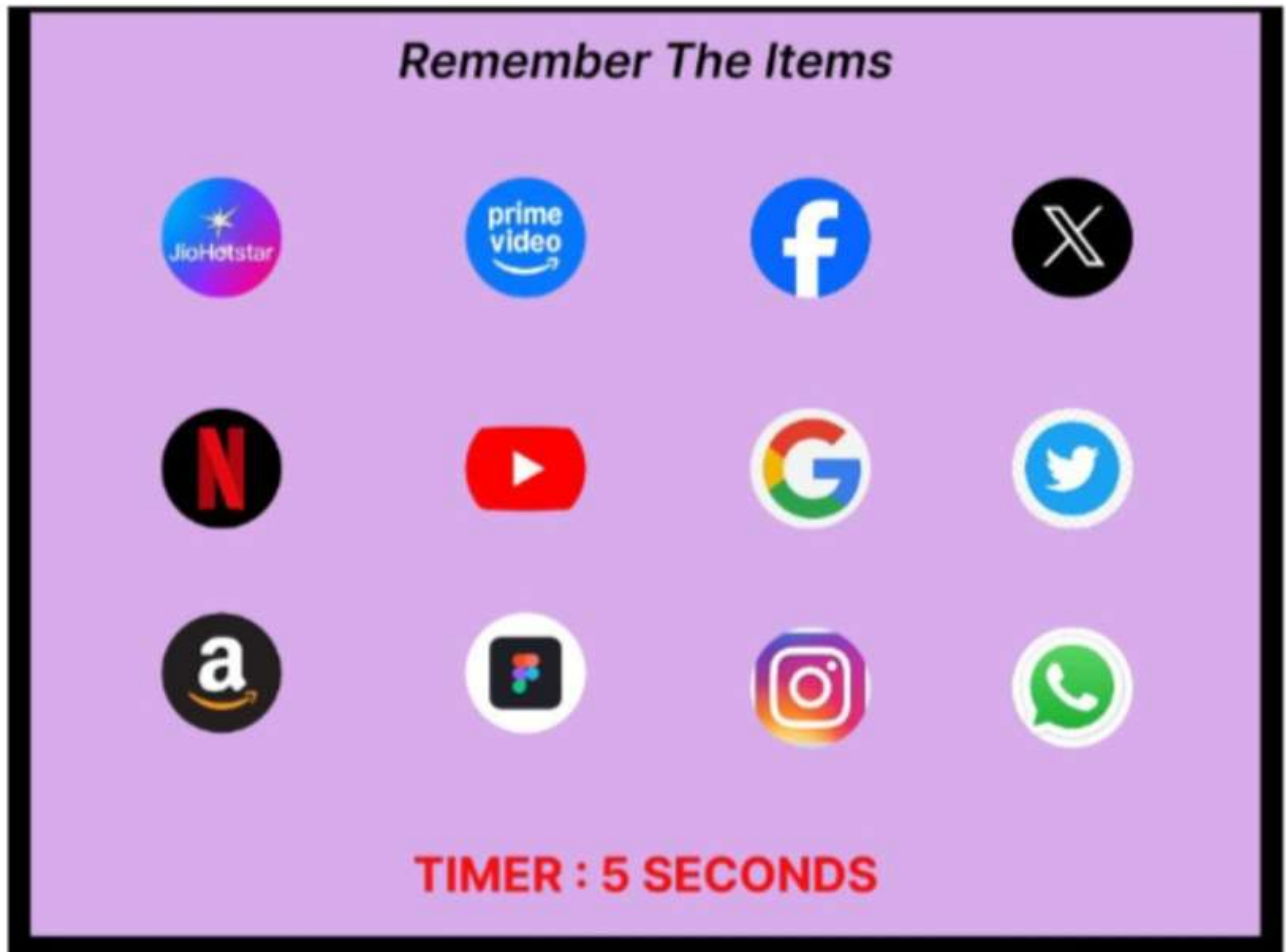 Remember The Items
JioHotstar
prime
video
f
X
N
G
a
TIMER : 5 SECONDS